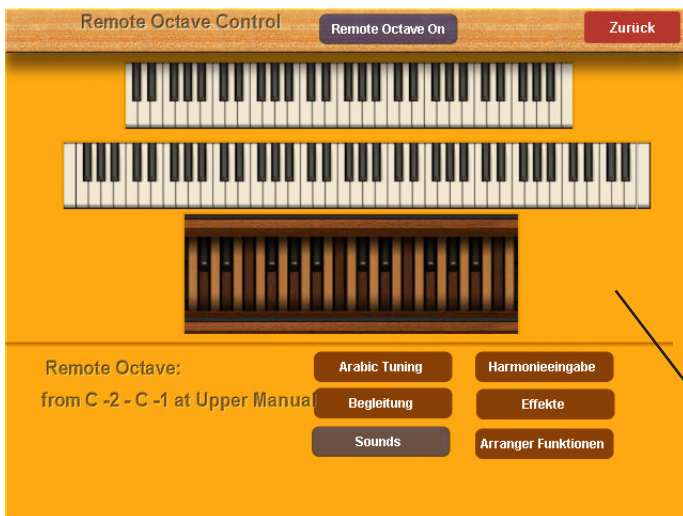 Remote Octave Control
Remote Octave On
Zurück
Remote Octave:
from C -2 - C -1 at Upper Manual
Arabic Tuning
Harmonieeingabe
Begleitung
Effekte
Sounds
Arranger Funktionen